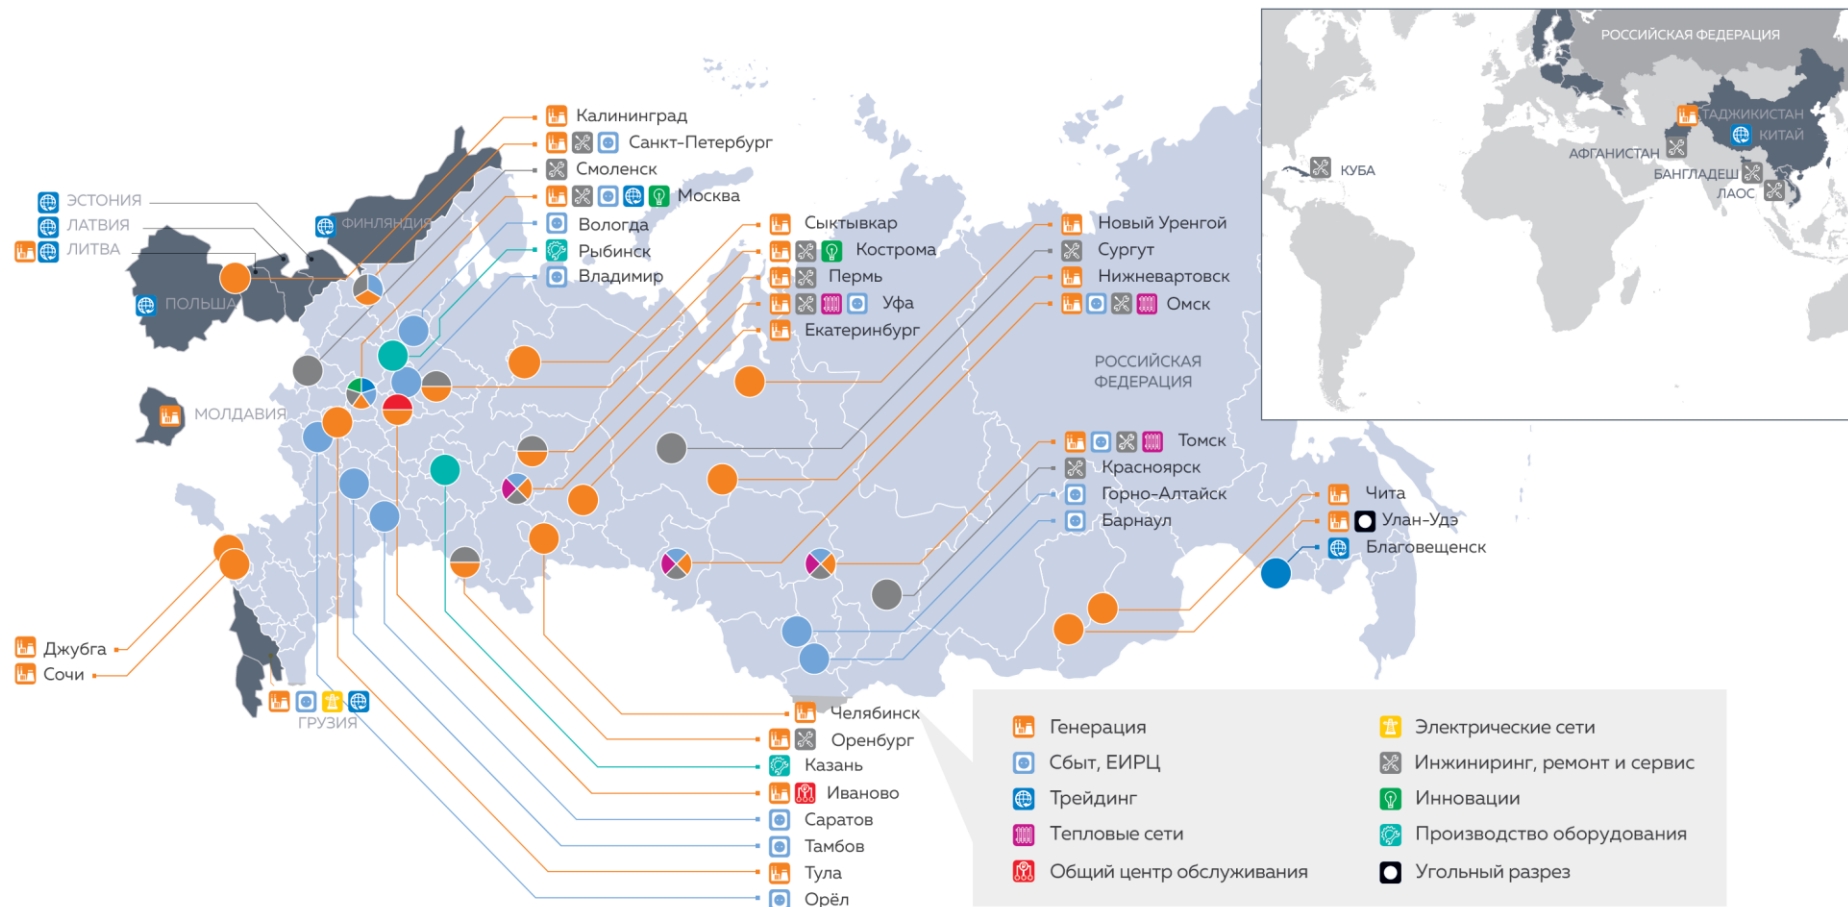 Калининград
Санкт-Петербург
Смоленск
Москва
Вологда
Рыбинск
Владимир
ЭСТОНИЯ
ЛАТВИЯ
ЛИТВА
ФИНЛЯНДИЯ
ПОЛЬША
МОЛДАВИЯ
Сыктывкар
Кострома
Пермь
Уфа
Екатеринбург
Новый Уренгой
Сургут
Нижневартовск
Омск
РОССИЙСКАЯ
ФЕДЕРАЦИЯ
РОССИЙСКАЯ ФЕДЕРАЦИЯ
ТАДЖИКИСТАН
КИТАЙ
АФГАНИСТАН
БАНГЛАДЕШ
ЛАОС
КУБА
Томск
Красноярск
Горно-Алтайск
Барнаул
Чита
Улан-Удэ
Благовещенск
Джубга
Сочи
ГРУЗИЯ
Челябинск
Оренбург
Казань
Иваново
Саратов
Тамбов
Тула
Орёл
Генерация
Сбыт, ЕИРЦ
Трейдинг
Тепловые сети
Общий центр обслуживания
Электрические сети
Инжиниринг, ремонт и сервис
Инновации
Производство оборудования
Угольный разрез